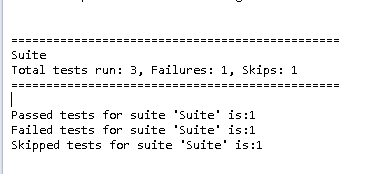 ===============================================
Suite
Total tests run: 3, Failures: 1, Skips: 1
===============================================
Passed tests for suite 'Suite' is:1
Failed tests for suite 'Suite' is:1
Skipped tests for suite 'Suite' is:1